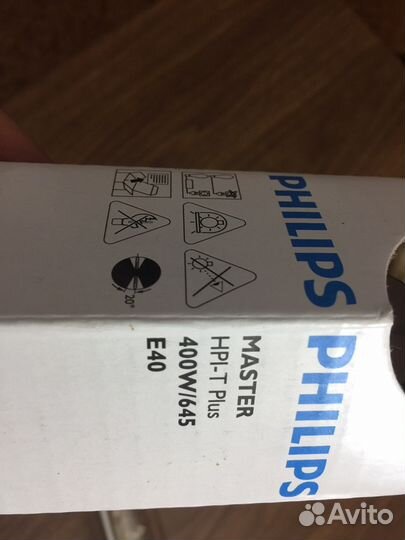 PHILIPS
PHILIPS
MASTER
HPI-T Plus
400W/645
E40
20°
Avito